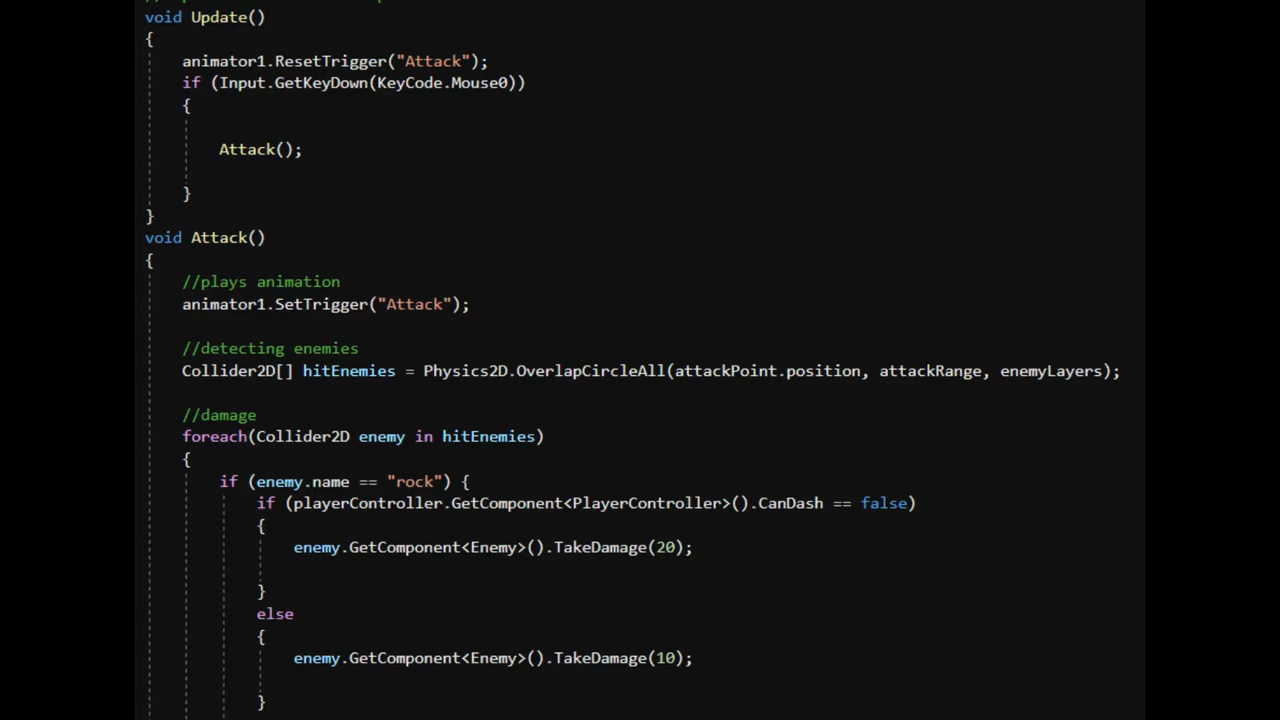 void Update()
{
animator1.ResetTrigger("Attack");
if (Input.GetKeyDown(KeyCode.Mouse0))
{
Attack();
}
}
void Attack()
{
//plays animation
animator1.SetTrigger("Attack");
//detecting enemies
Collider2D[] hitEnemies = Physics2D.OverlapCircleAll(attackPoint.position, attackRange, enemyLayers);
//damage
foreach(Collider2D enemy in hitEnemies)
{
if (enemy.name == "rock") {
if (playerController.GetComponent<PlayerController>().CanDash == false)
{
enemy.GetComponent<Enemy>().TakeDamage(20);
}
else
{
enemy.GetComponent<Enemy>().TakeDamage(10);
}